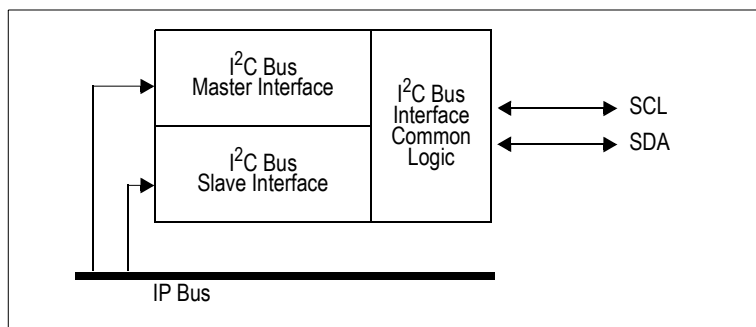 I²C Bus
Master Interface
I²C Bus
Slave Interface
I²C Bus
Interface
Common
Logic
SCL
SDA
IP Bus